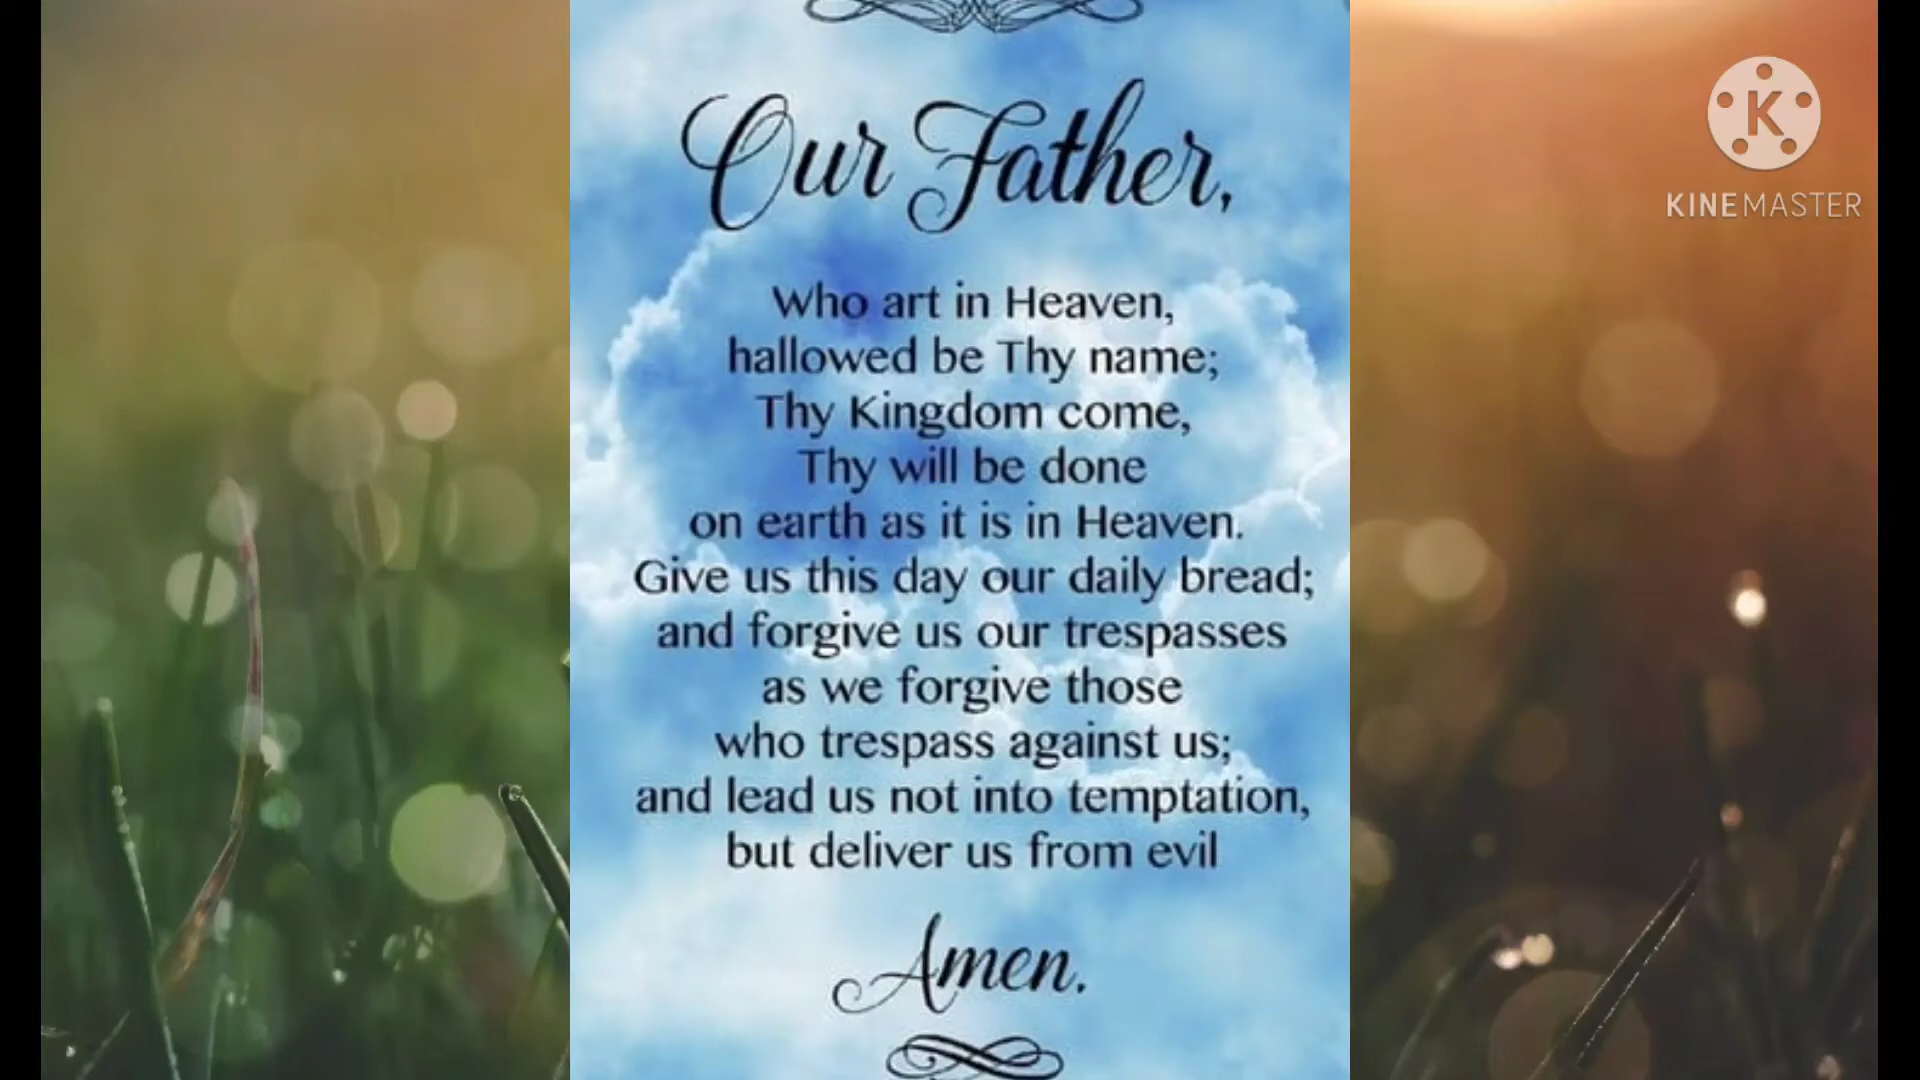 Our Father,
Who art in Heaven,
hallowed be Thy name;
Thy Kingdom come,
Thy will be done
on earth as it is in Heaven.
Give us this day our daily bread;
and forgive us our trespasses
as we forgive those
who trespass against us;
and lead us not into temptation,
but deliver us from evil
Amen.
K
KINEMASTER